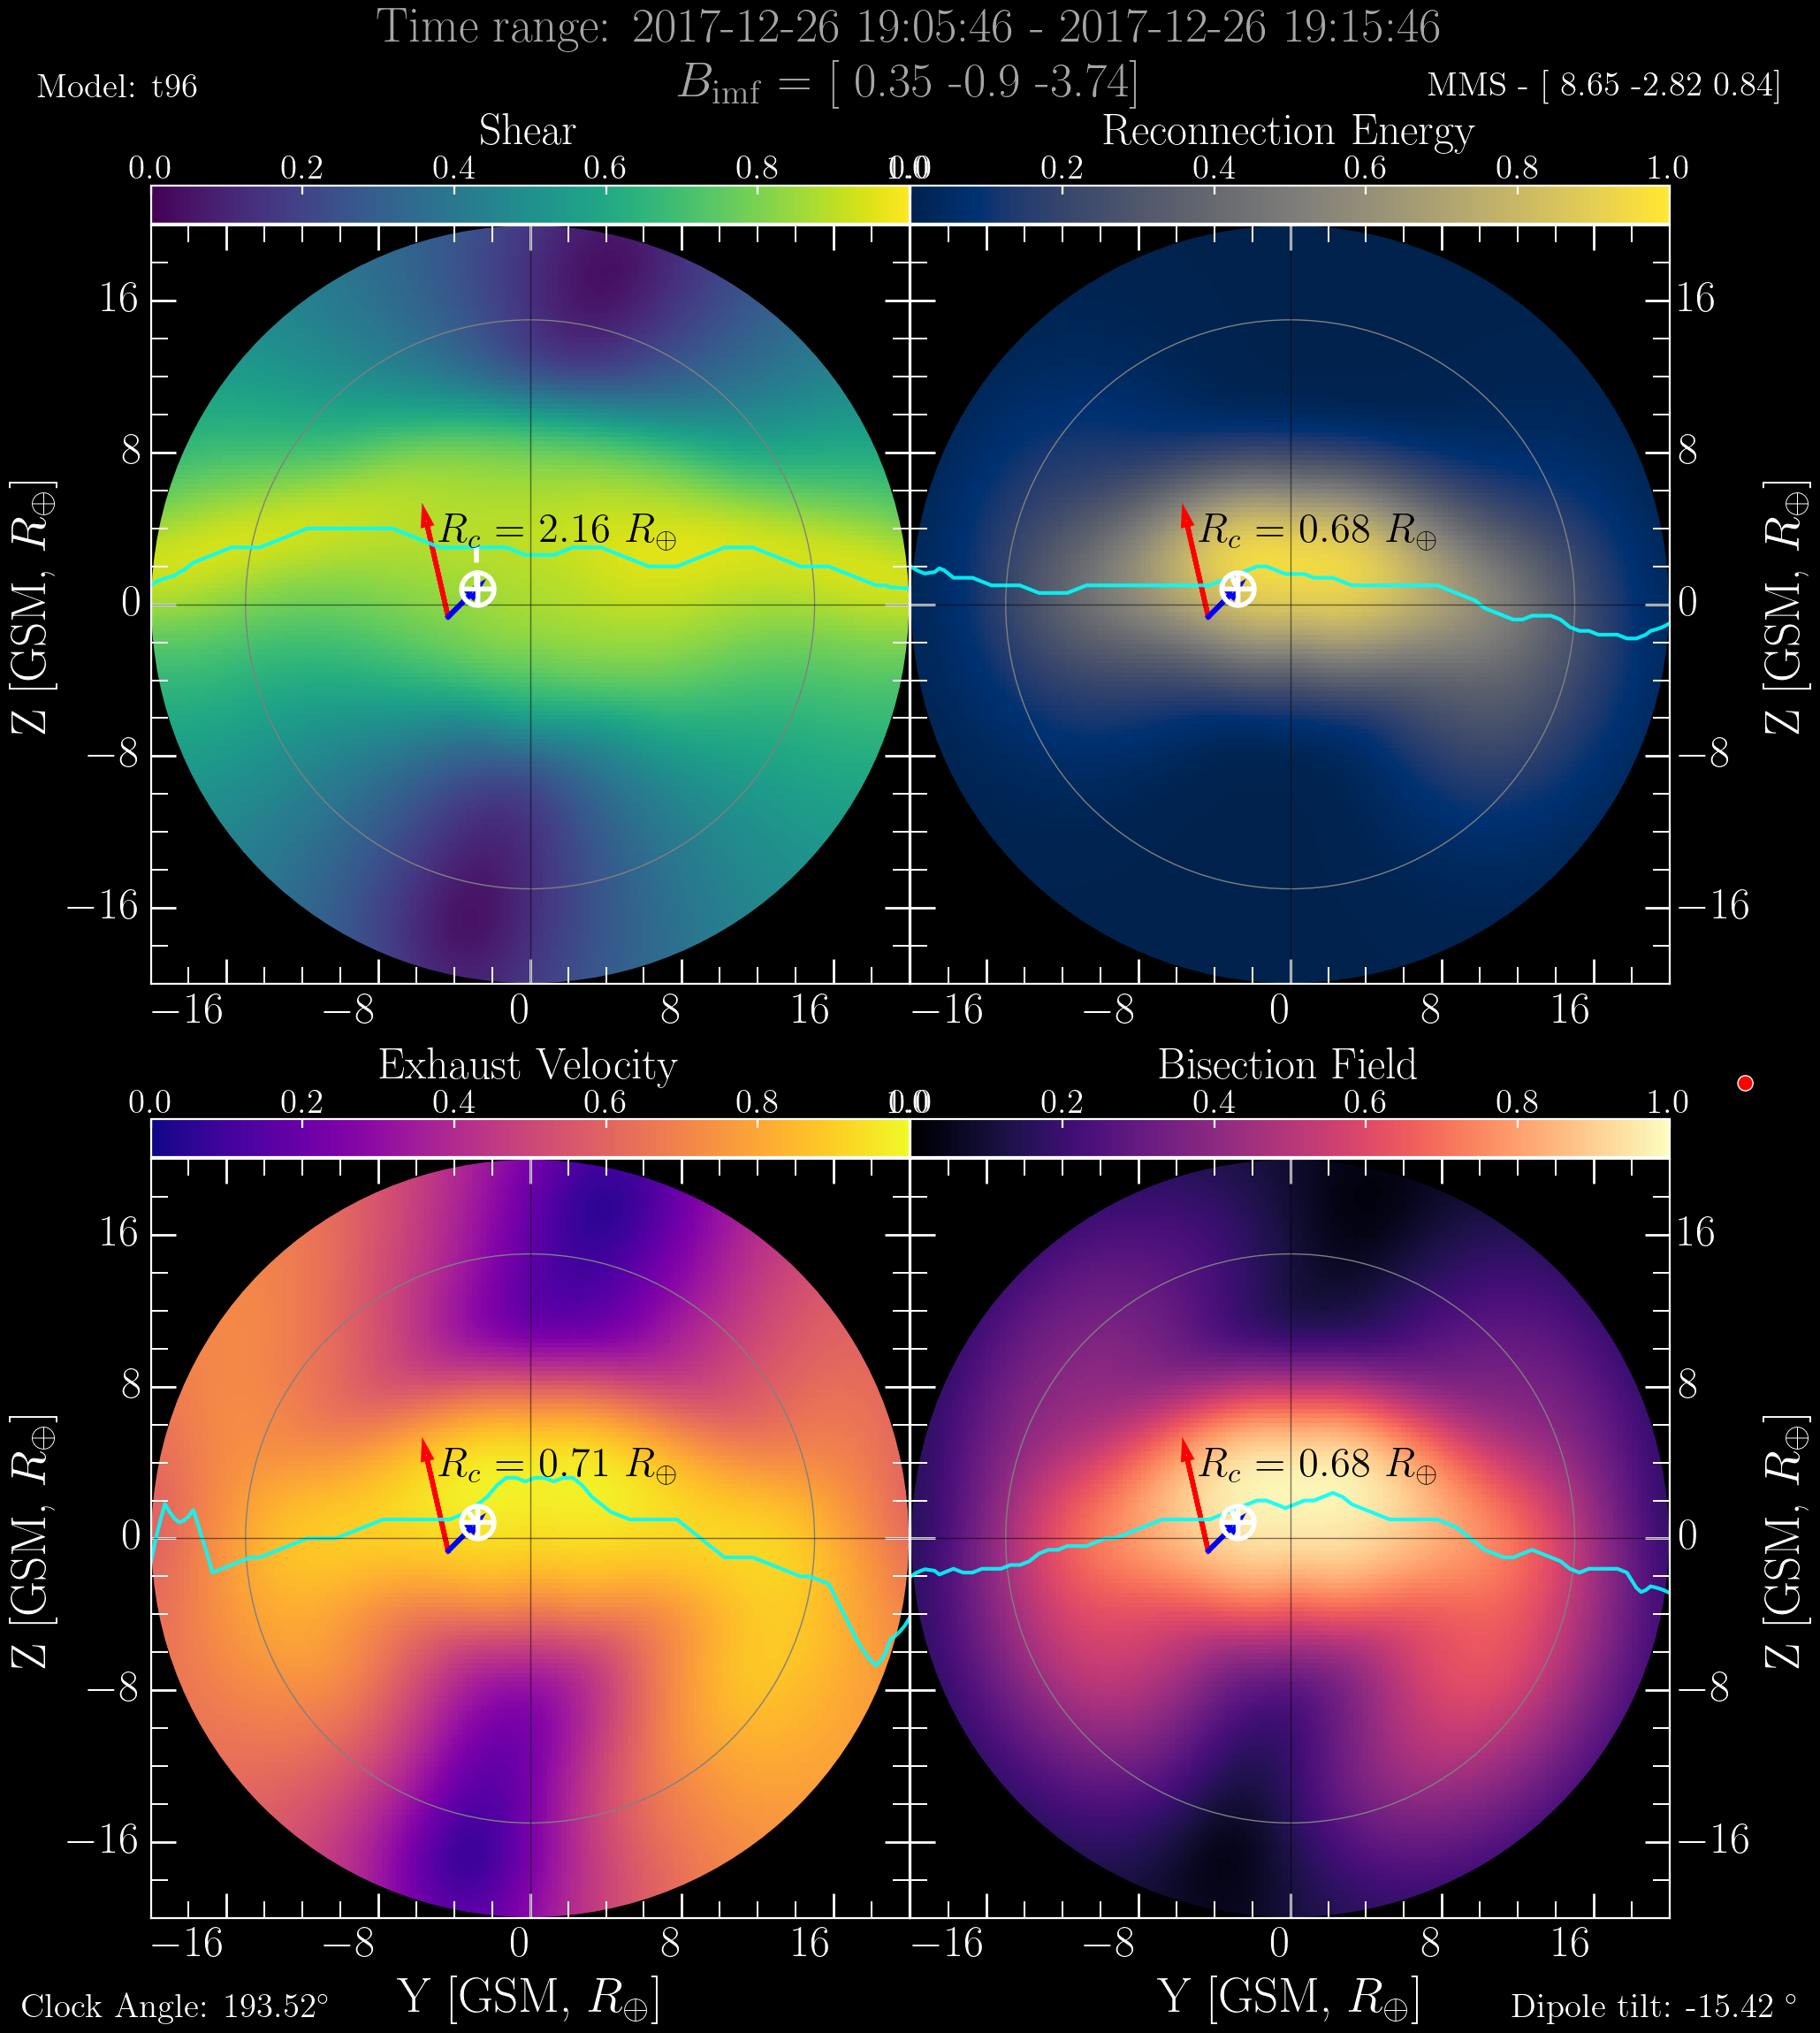 Time range: 2017-12-26 19:05:46 - 2017-12-26 19:15:46
Model: t96
B_imf = [ 0.35 -0.9 -3.74]
MMS - [ 8.65 -2.82 0.84]
Shear
Reconnection Energy
0.0 0.2 0.4 0.6 0.8 1.0
0.0 0.2 0.4 0.6 0.8 1.0
16
8
0
−8
−16
Z [GSM, R⊕]
R_c = 2.16 R⊕
R_c = 0.68 R⊕
16
8
0
−8
−16
Z [GSM, R⊕]
−16 −8 0 8 16
−16 −8 0 8 16
Exhaust Velocity
Bisection Field
0.0 0.2 0.4 0.6 0.8 1.0
0.0 0.2 0.4 0.6 0.8 1.0
16
8
0
−8
−16
Z [GSM, R⊕]
R_c = 0.71 R⊕
R_c = 0.68 R⊕
16
8
0
−8
−16
Z [GSM, R⊕]
−16 −8 0 8 16
−16 −8 0 8 16
Y [GSM, R⊕]
Y [GSM, R⊕]
Clock Angle: 193.52°
Dipole tilt: -15.42 °